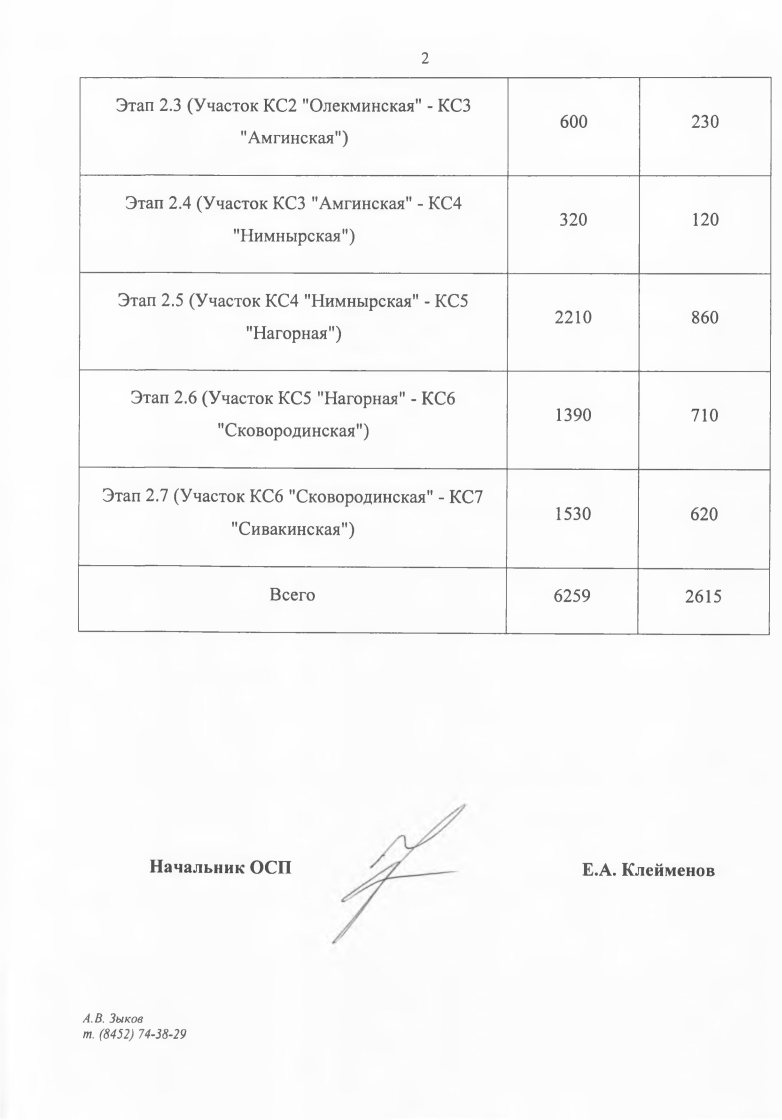 2
Этап 2.3 (Участок КС2 "Олекминская" - КС3
"Амгинская")
600
230
Этап 2.4 (Участок КС3 "Амгинская" - КС4
"Нимнырская")
320
120
Этап 2.5 (Участок КС4 "Нимнырская" - КС5
"Нагорная")
2210
860
Этап 2.6 (Участок КС5 "Нагорная" - КС6
"Сковородинская")
1390
710
Этап 2.7 (Участок КС6 "Сковородинская" - КС7
"Сивакинская")
1530
620
Всего
6259
2615
Начальник ОСП
Е.А. Клейменов
А.В. Зыков
т. (8452) 74-38-29